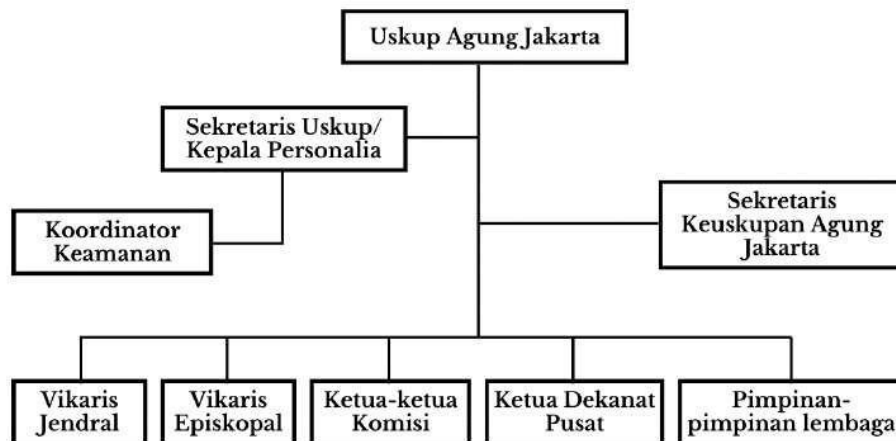 Uskup Agung Jakarta
Sekretaris Uskup/
Kepala Personalia
Sekretaris
Keuskupan Agung
Jakarta
Koordinator
Keamanan
Vikaris
Jendral
Vikaris
Episkopal
Ketua-ketua
Komisi
Ketua Dekanat
Pusat
Pimpinan-
pimpinan lembaga